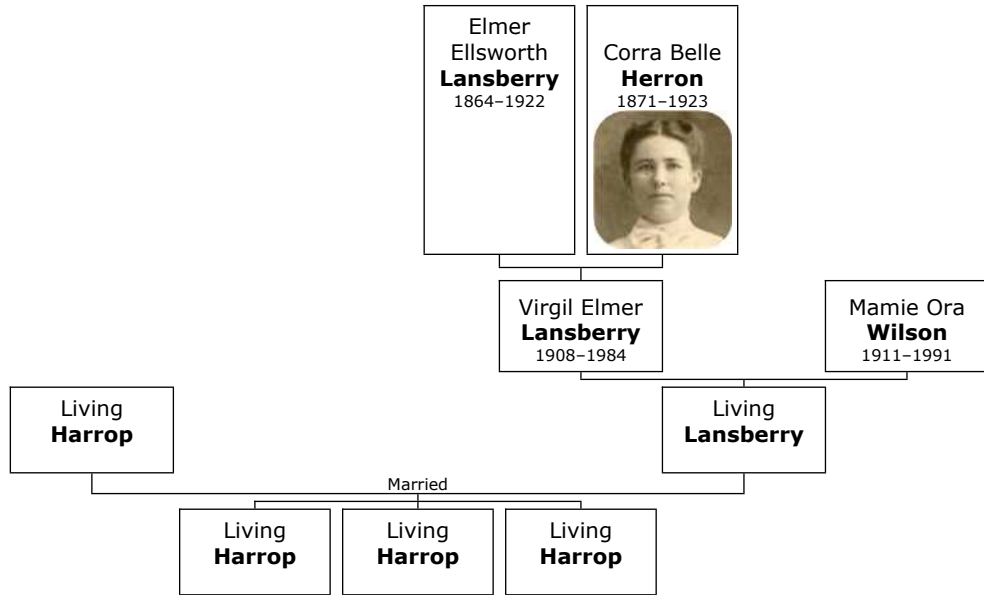 Elmer
Ellsworth
Lansberry
1864–1922
Corra Belle
Herron
1871–1923
Virgil Elmer
Lansberry
1908–1984
Mamie Ora
Wilson
1911–1991
Living
Harrop
Living
Lansberry
Married
Living
Harrop
Living
Harrop
Living
Harrop